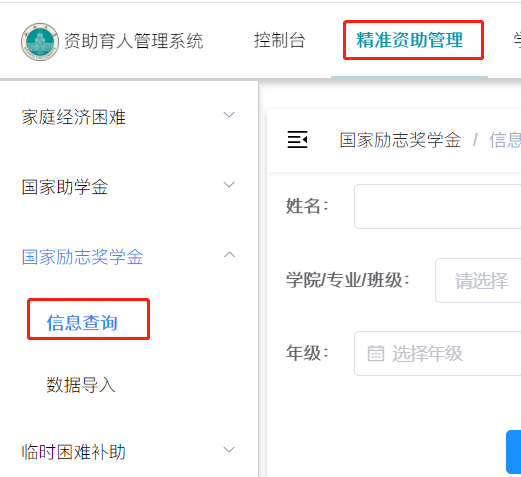 资助育人管理系统 控制台 精准资助管理
家庭经济困难
国家助学金
国家励志奖学金
信息查询
数据导入
临时困难补助
国家励志奖学金 / 信息
姓名：
学院/专业/班级： 请选择
年级： 选择年级